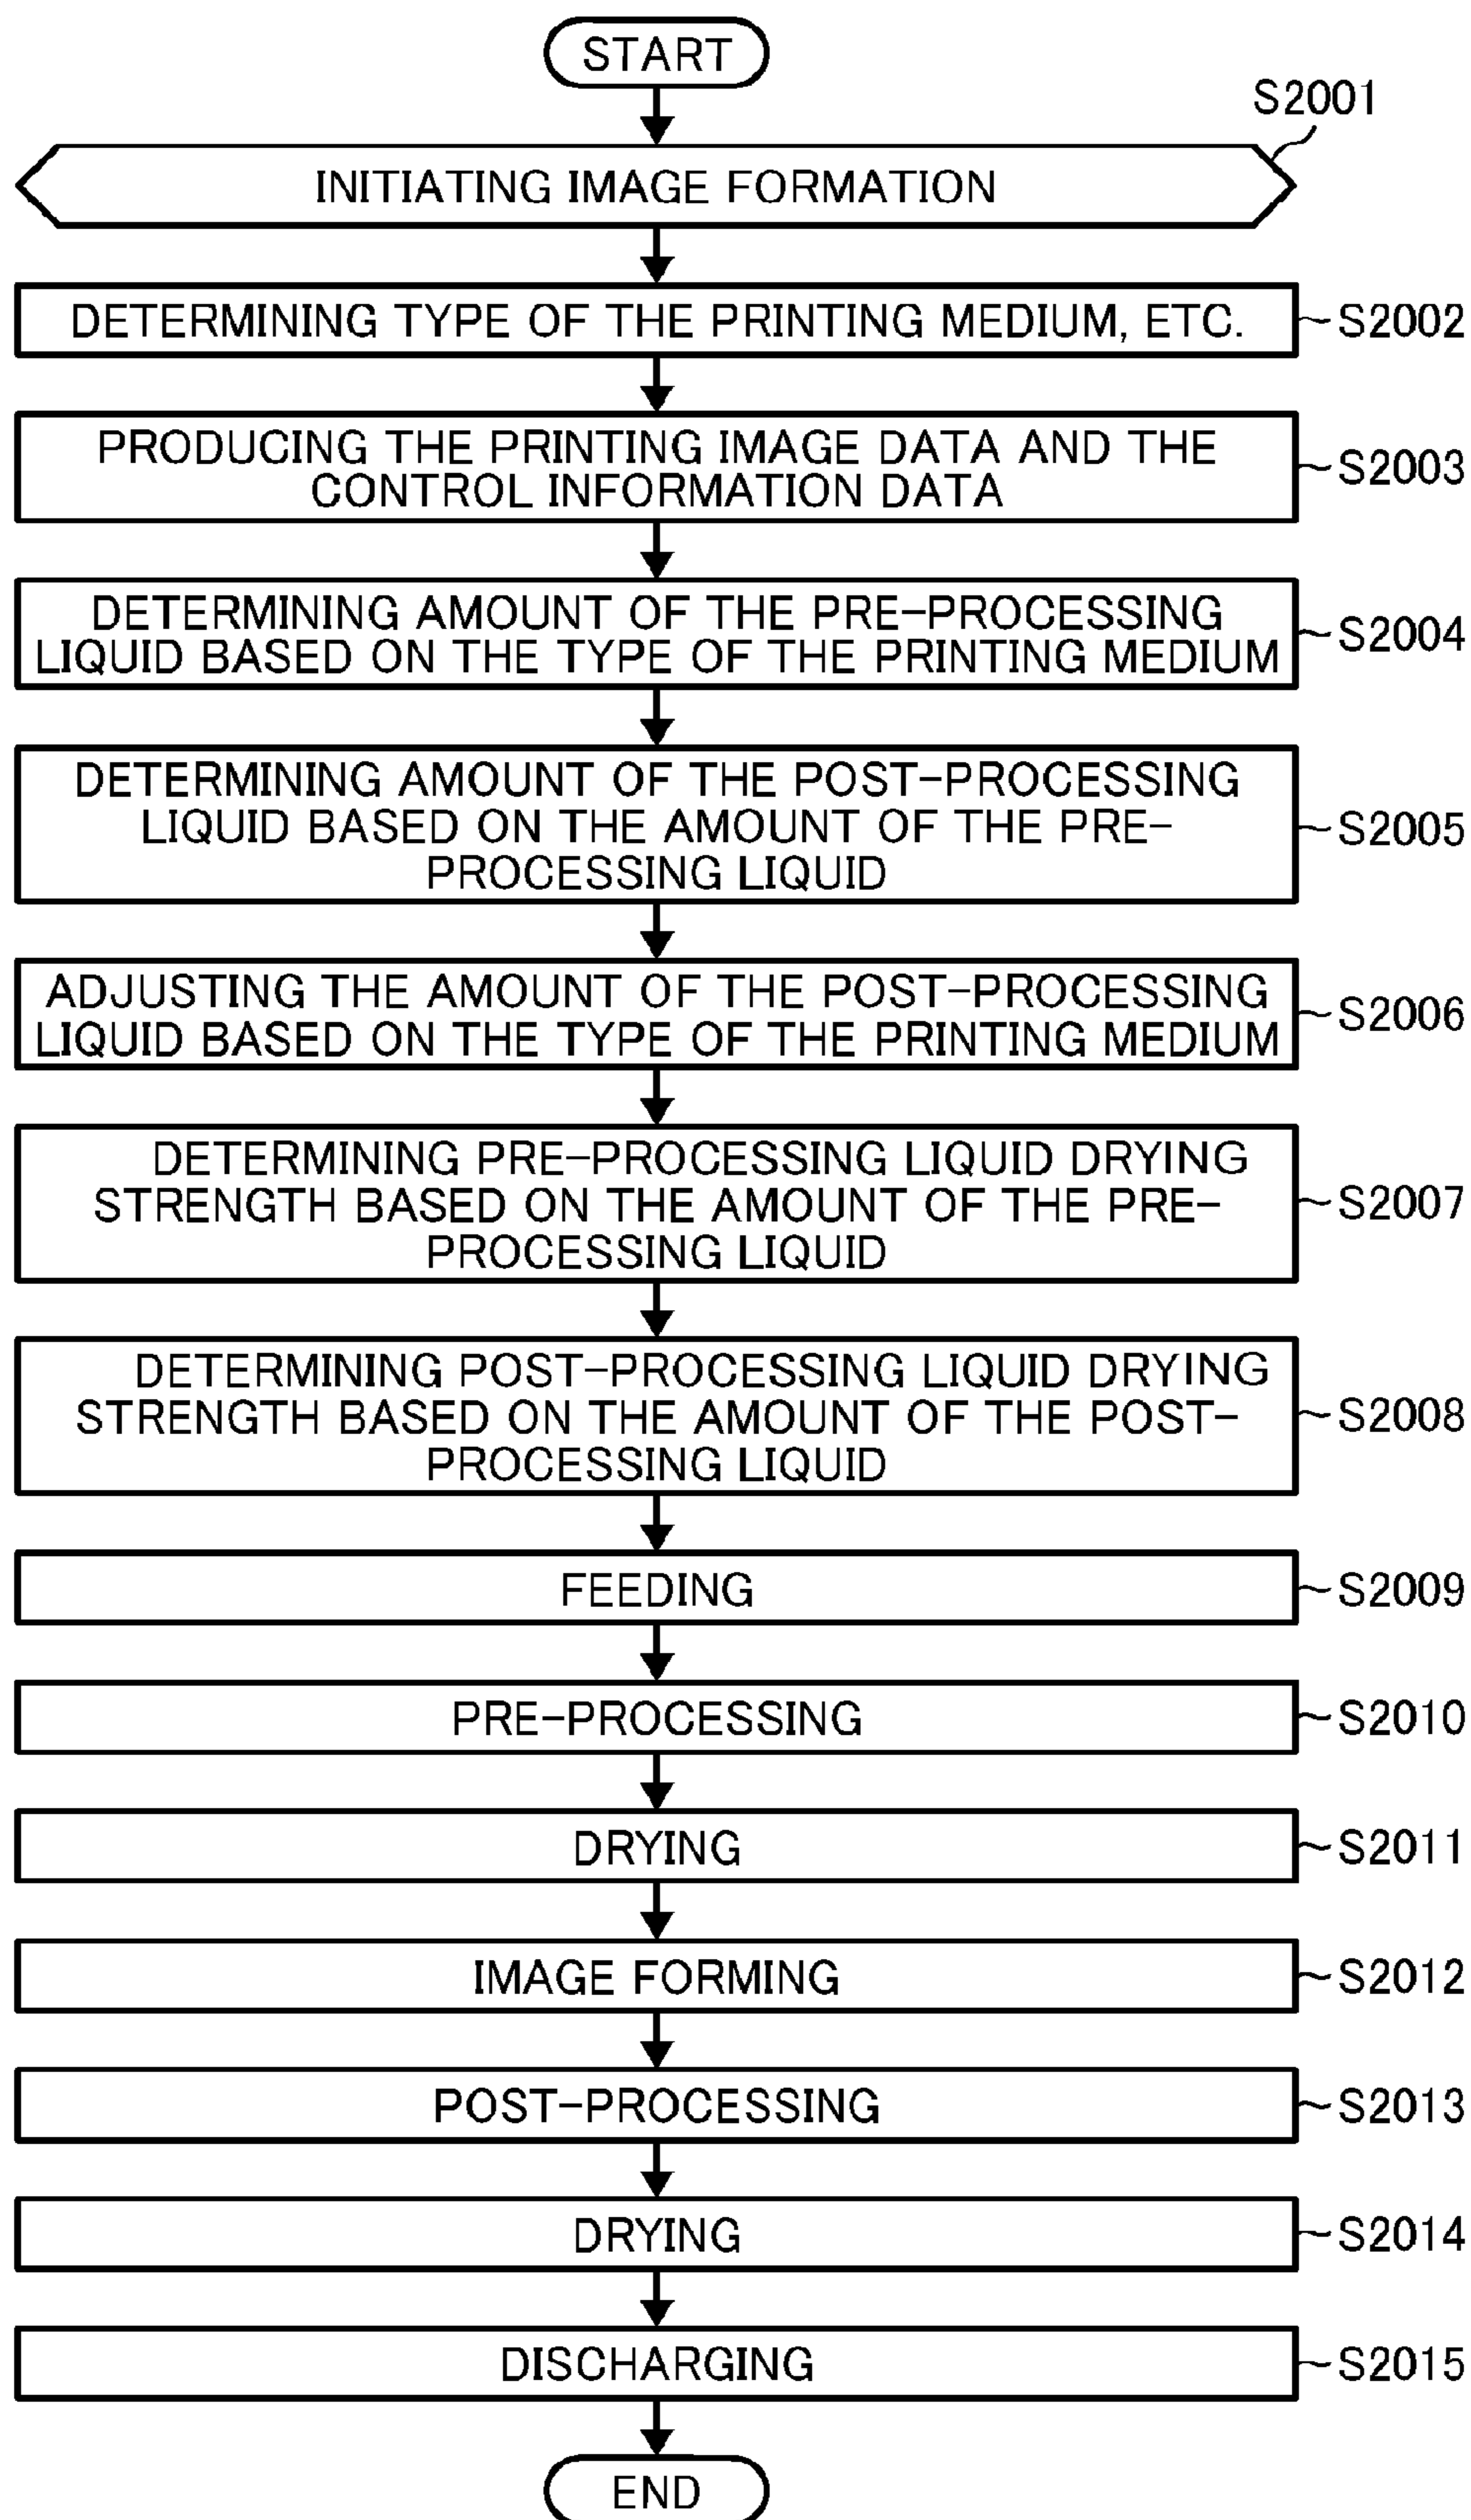 START
S2001
INITIATING IMAGE FORMATION
DETERMINING TYPE OF THE PRINTING MEDIUM, ETC.
S2002
PRODUCING THE PRINTING IMAGE DATA AND THE
CONTROL INFORMATION DATA
S2003
DETERMINING AMOUNT OF THE PRE-PROCESSING
LIQUID BASED ON THE TYPE OF THE PRINTING MEDIUM
S2004
DETERMINING AMOUNT OF THE POST-PROCESSING
LIQUID BASED ON THE AMOUNT OF THE PRE-
PROCESSING LIQUID
S2005
ADJUSTING THE AMOUNT OF THE POST-PROCESSING
LIQUID BASED ON THE TYPE OF THE PRINTING MEDIUM
S2006
DETERMINING PRE-PROCESSING LIQUID DRYING
STRENGTH BASED ON THE AMOUNT OF THE PRE-
PROCESSING LIQUID
S2007
DETERMINING POST-PROCESSING LIQUID DRYING
STRENGTH BASED ON THE AMOUNT OF THE POST-
PROCESSING LIQUID
S2008
FEEDING
S2009
PRE-PROCESSING
S2010
DRYING
S2011
IMAGE FORMING
S2012
POST-PROCESSING
S2013
DRYING
S2014
DISCHARGING
S2015
END